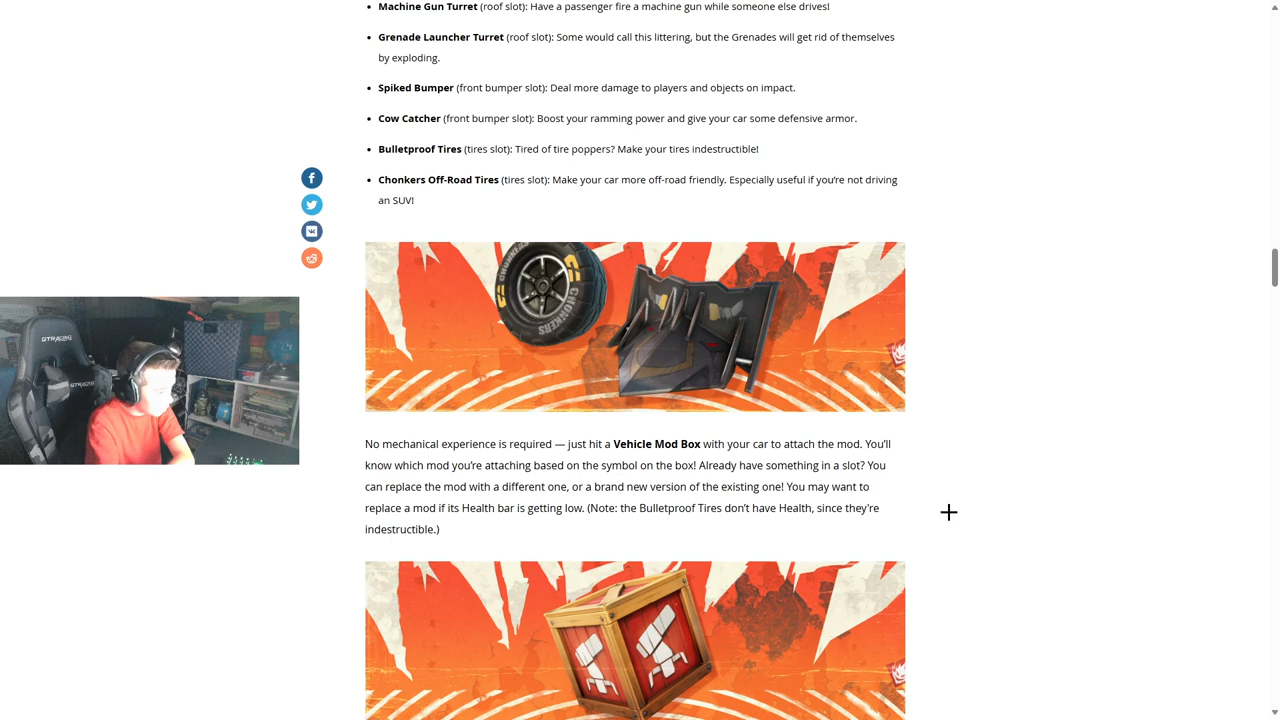 Machine Gun Turret (roof slot): Have a passenger fire a machine gun while someone else drives!
Grenade Launcher Turret (roof slot): Some would call this littering, but the Grenades will get rid of themselves
by exploding.
Spiked Bumper (front bumper slot): Deal more damage to players and objects on impact.
Cow Catcher (front bumper slot): Boost your ramming power and give your car some defensive armor.
Bulletproof Tires (tires slot): Tired of tire poppers? Make your tires indestructible!
Chonkers Off-Road Tires (tires slot): Make your car more off-road friendly. Especially useful if you’re not driving
an SUV!
CHONKERS
CHONKERS
GTRACING
GTRACING
No mechanical experience is required — just hit a Vehicle Mod Box with your car to attach the mod. You’ll
know which mod you’re attaching based on the symbol on the box! Already have something in a slot? You
can replace the mod with a different one, or a brand new version of the existing one! You may want to
replace a mod if its Health bar is getting low. (Note: the Bulletproof Tires don’t have Health, since they’re
indestructible.)